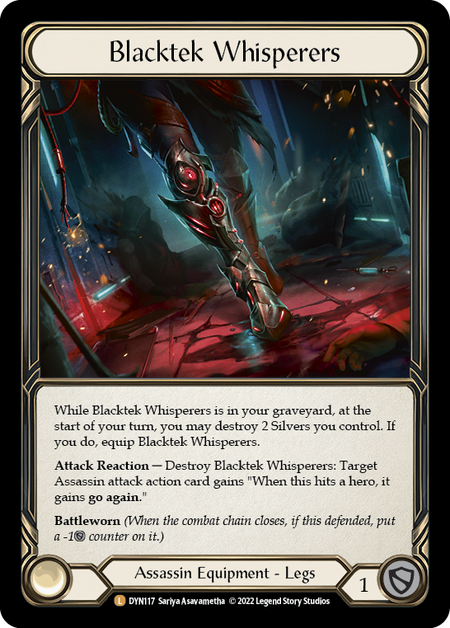 Blacktek Whisperers
While Blacktek Whisperers is in your graveyard, at the
start of your turn, you may destroy 2 Silvers you control. If
you do, equip Blacktek Whisperers.
Attack Reaction — Destroy Blacktek Whisperers: Target
Assassin attack action card gains "When this hits a hero, it
gains go again."
Battleworn (When the combat chain closes, if this defended, put
a -1 counter on it.)
Assassin Equipment - Legs
1
L DYN117 Sariya Asavametha © 2022 Legend Story Studios